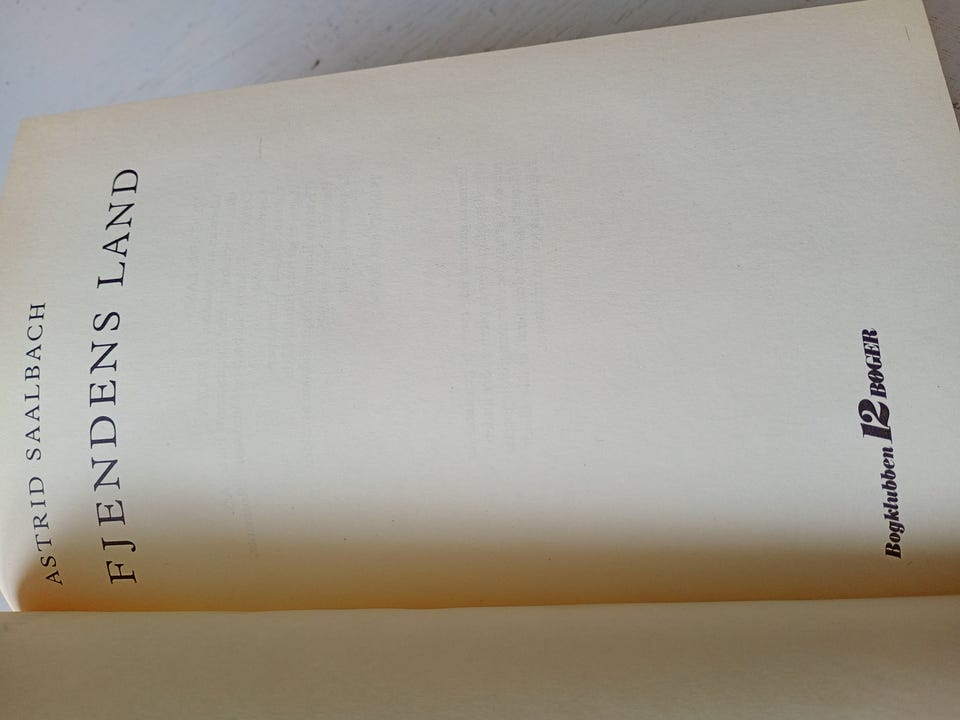 ASTRID SAALBACH
FJENDENS LAND
Bogklubben 12 BØGER